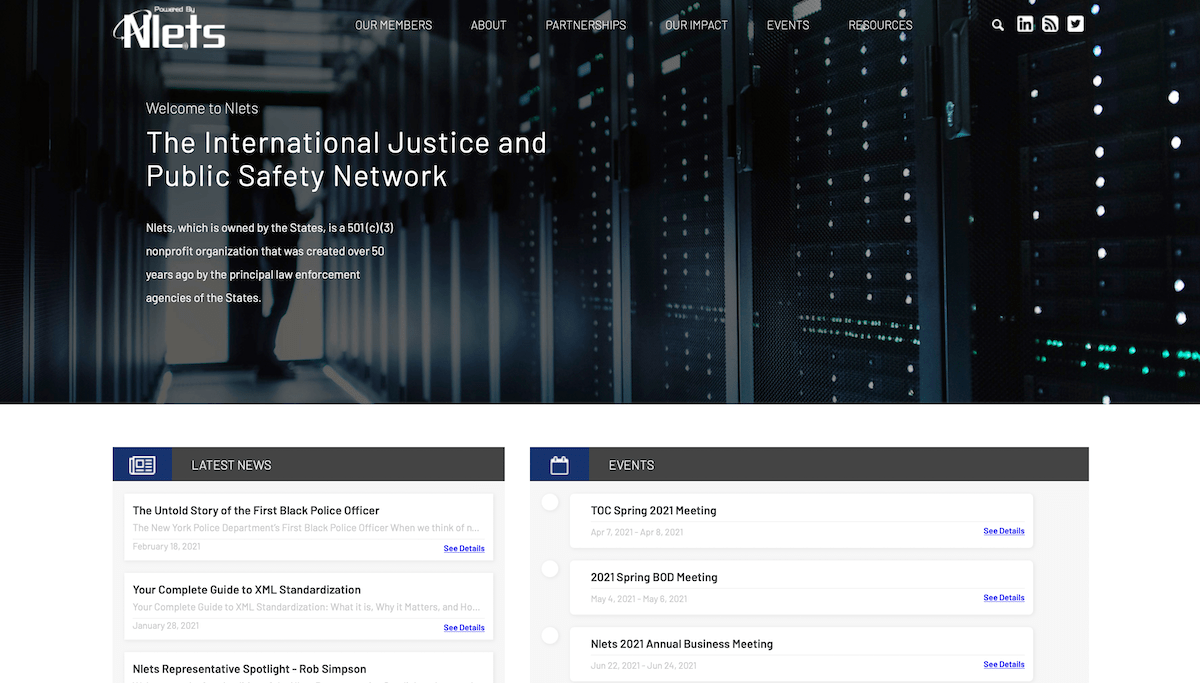 Powered By
Nlets
OUR MEMBERS ABOUT PARTNERSHIPS OUR IMPACT EVENTS RESOURCES
Welcome to Nlets
The International Justice and
Public Safety Network
Nlets, which is owned by the States, is a 501(c)(3)
nonprofit organization that was created over 50
years ago by the principal law enforcement
agencies of the States.
LATEST NEWS
The Untold Story of the First Black Police Officer
The New York Police Department's First Black Police Officer When we think of n...
February 18, 2021
See Details
Your Complete Guide to XML Standardization
Your Complete Guide to XML Standardization: What it is, Why it Matters, and Ho...
January 28, 2021
See Details
Nlets Representative Spotlight - Rob Simpson
EVENTS
TOC Spring 2021 Meeting
Apr 7, 2021 - Apr 8, 2021
See Details
2021 Spring BOD Meeting
May 4, 2021 - May 6, 2021
See Details
Nlets 2021 Annual Business Meeting
Jun 22, 2021 - Jun 24, 2021
See Details